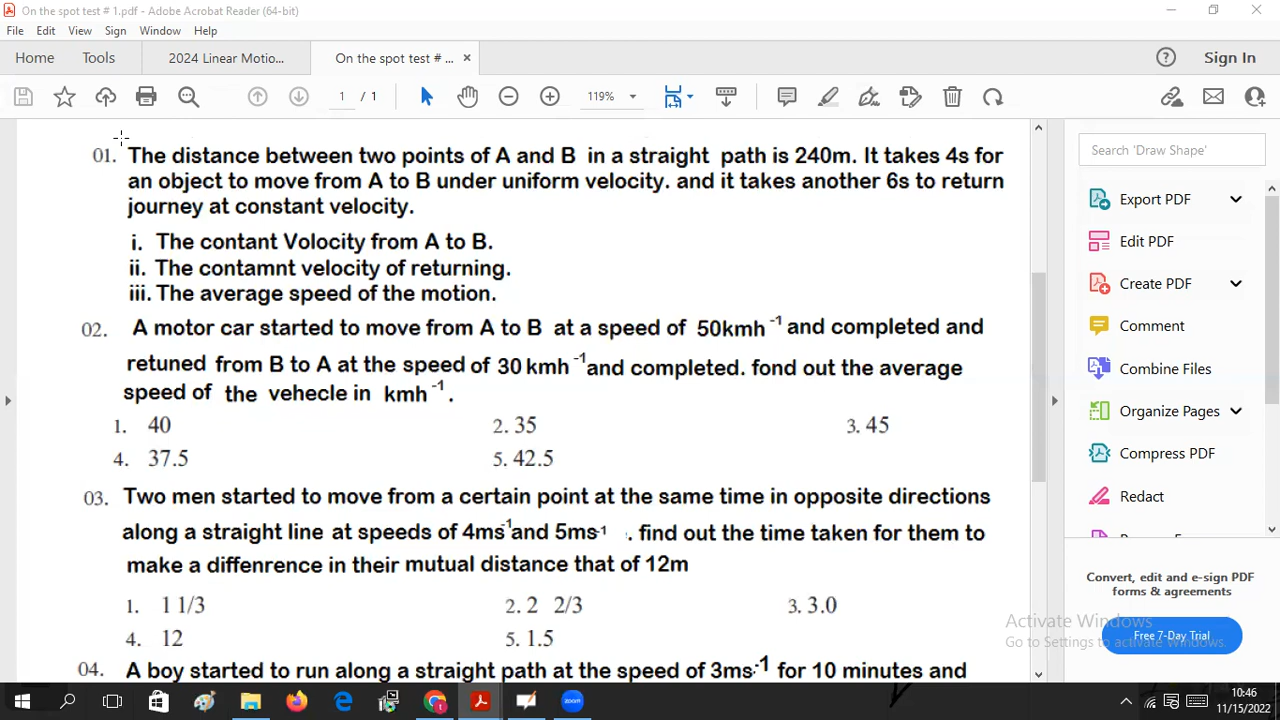 On the spot test # 1.pdf - Adobe Acrobat Reader (64-bit)
File Edit View Sign Window Help
Home Tools 2024 Linear Motio... On the spot test # ... × Sign In
1 / 1 119%
01. The distance between two points of A and B in a straight path is 240m. It takes 4s for
an object to move from A to B under uniform velocity. and it takes another 6s to return
journey at constant velocity.
i. The contant Volocity from A to B.
ii. The contamnt velocity of returning.
iii. The average speed of the motion.
02. A motor car started to move from A to B at a speed of 50kmh⁻¹ and completed and
retuned from B to A at the speed of 30 kmh⁻¹ and completed. fond out the average
speed of the vehecle in kmh⁻¹.
1. 40 2. 35 3. 45
4. 37.5 5. 42.5
03. Two men started to move from a certain point at the same time in opposite directions
along a straight line at speeds of 4ms⁻¹ and 5ms⁻¹ . find out the time taken for them to
make a diffenrence in their mutual distance that of 12m
1. 1 1/3 2. 2 2/3 3. 3.0
4. 12 5. 1.5
04. A boy started to run along a straight path at the speed of 3ms⁻¹ for 10 minutes and
Search 'Draw Shape'
Export PDF
Edit PDF
Create PDF
Comment
Combine Files
Organize Pages
Compress PDF
Redact
Convert, edit and e-sign PDF
forms & agreements
Free 7-Day Trial
Activate Windows
Go to Settings to activate Windows.
zoom
10:46
11/15/2022